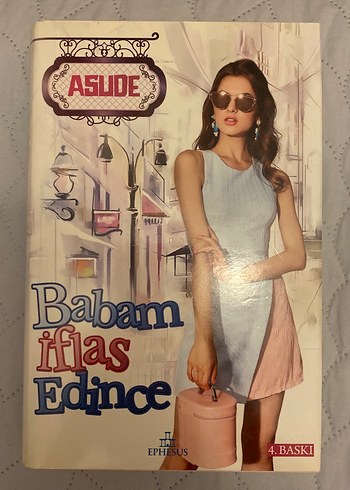 ASUDE
Babam
iflas
Edince
EPHESUS
4. BASKI